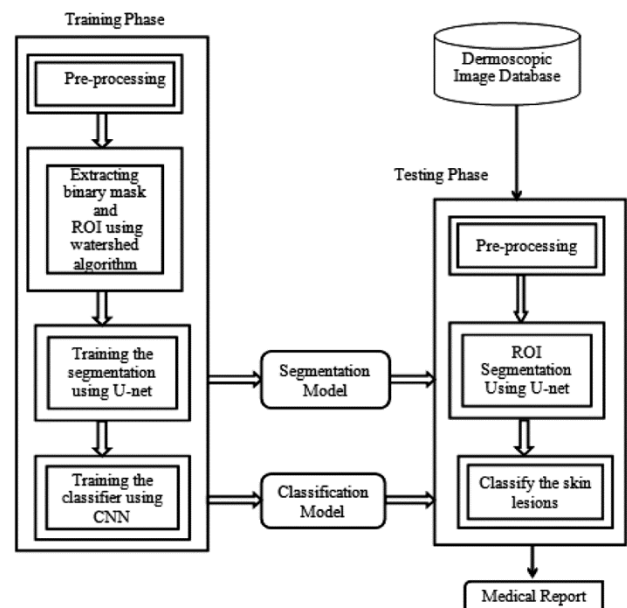 Training Phase
Pre-processing
Extracting
binary mask
and
ROI using
watershed
algorithm
Training the
segmentation
using U-net
Training the
classifier using
CNN
Segmentation
Model
Classification
Model
Dermoscopic
Image Database
Testing Phase
Pre-processing
ROI
Segmentation
Using U-net
Classify the skin
lesions
Medical Report